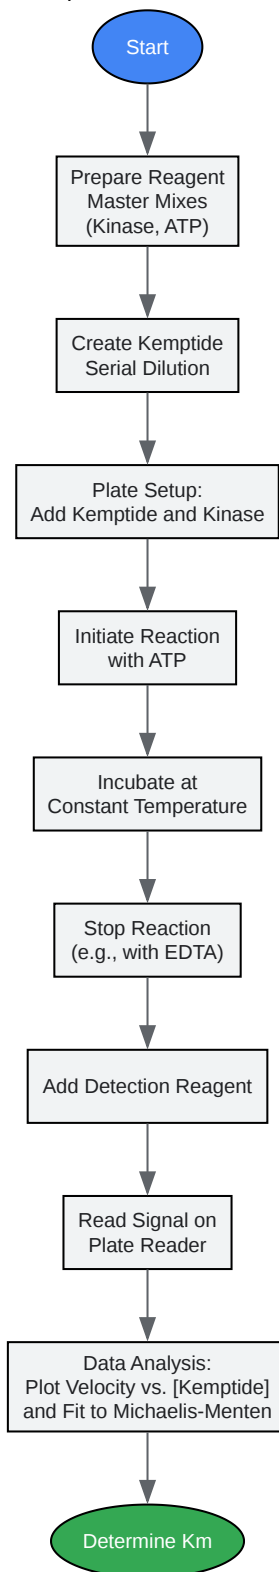 Start
Prepare Reagent
Master Mixes
(Kinase, ATP)
Create Kemptide
Serial Dilution
Plate Setup:
Add Kemptide and Kinase
Initiate Reaction
with ATP
Incubate at
Constant Temperature
Stop Reaction
(e.g., with EDTA)
Add Detection Reagent
Read Signal on
Plate Reader
Data Analysis:
Plot Velocity vs. [Kemptide]
and Fit to Michaelis-Menten
Determine Km